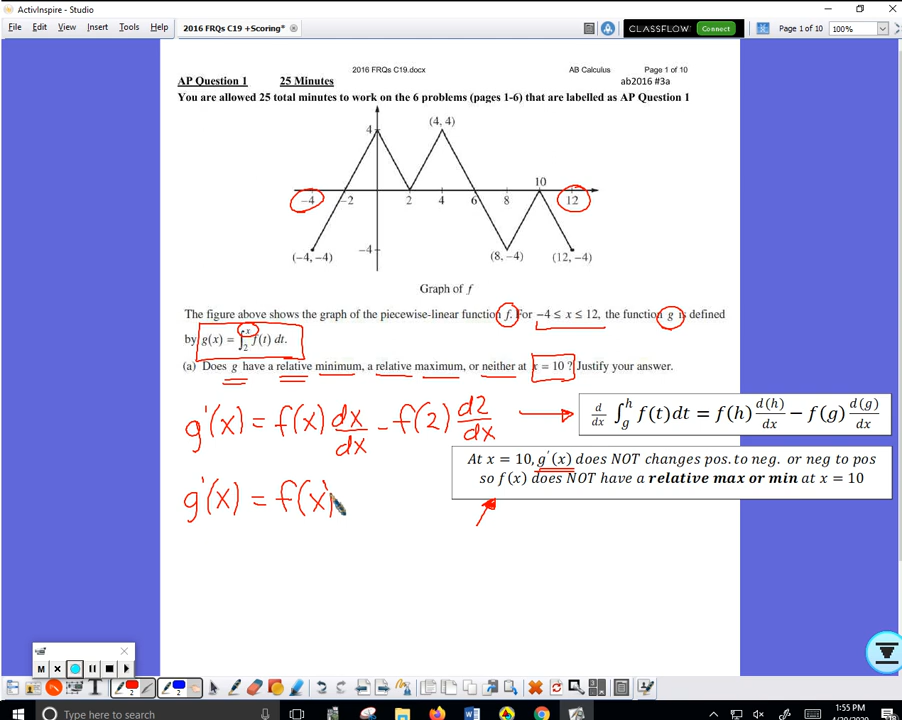 ActivInspire - Studio
File Edit View Insert Tools Help 2016 FRQs C19 +Scoring* CLASSFLOW Connect Page 1 of 10 100%
2016 FRQs C19.docx AB Calculus Page 1 of 10
AP Question 1 25 Minutes ab2016 #3a
You are allowed 25 total minutes to work on the 6 problems (pages 1-6) that are labelled as AP Question 1
(4, 4)
4
10
−4 −2 2 4 6 8 12
−4
(−4, −4) (8, −4) (12, −4)
Graph of f
The figure above shows the graph of the piecewise-linear function f. For −4 ≤ x ≤ 12, the function g is defined
by g(x) = ∫₂ˣ f(t) dt.
(a) Does g have a relative minimum, a relative maximum, or neither at x = 10 ? Justify your answer.
g'(x) = f(x) dx/dx − f(2) d2/dx
d/dx ∫_g^h f(t)dt = f(h) d(h)/dx − f(g) d(g)/dx
At x = 10, g'(x) does NOT changes pos. to neg. or neg to pos
so f(x) does NOT have a relative max or min at x = 10
g'(x) = f(x)
M
2 2
1:55 PM